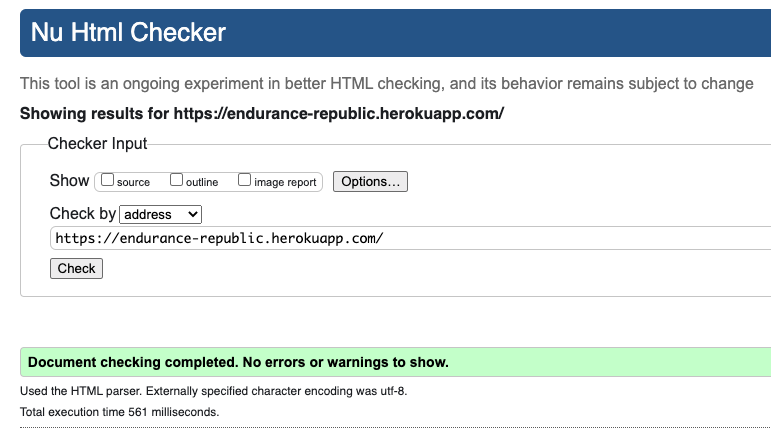 Nu Html Checker
This tool is an ongoing experiment in better HTML checking, and its behavior remains subject to change
Showing results for https://endurance-republic.herokuapp.com/
Checker Input
Show source outline image report Options...
Check by address
https://endurance-republic.herokuapp.com/
Check
Document checking completed. No errors or warnings to show.
Used the HTML parser. Externally specified character encoding was utf-8.
Total execution time 561 milliseconds.